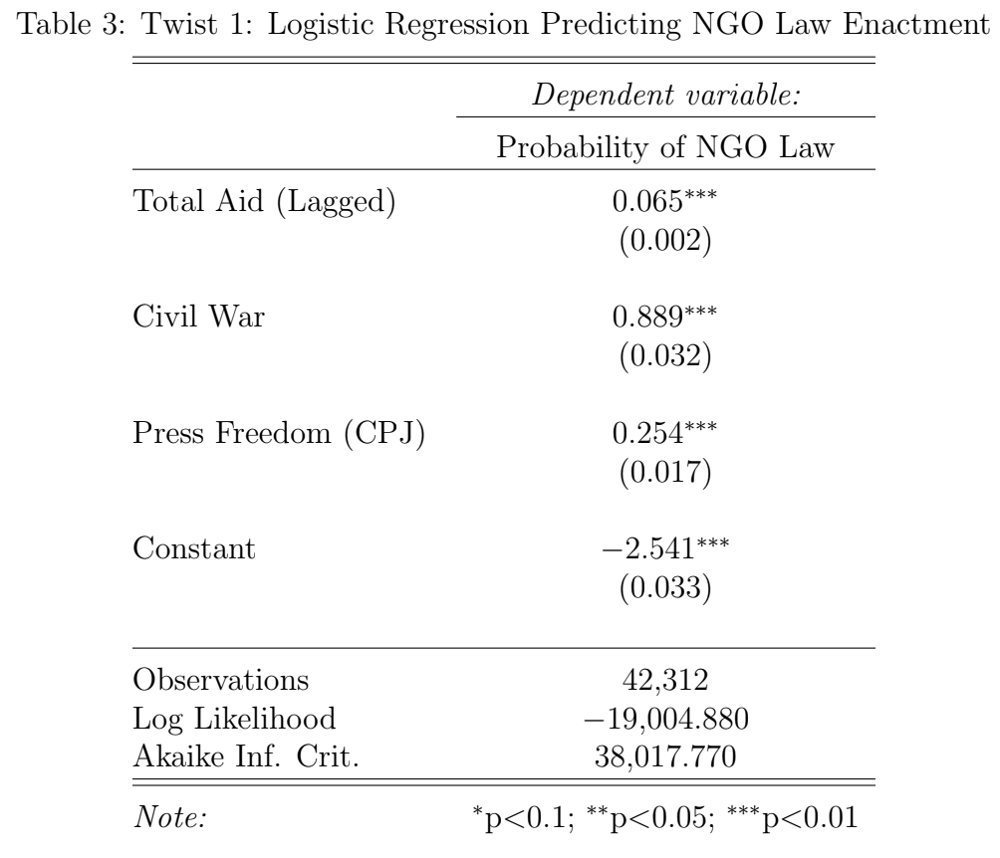 Table 3: Twist 1: Logistic Regression Predicting NGO Law Enactment
Dependent variable:
Probability of NGO Law
Total Aid (Lagged) 0.065***
(0.002)
Civil War 0.889***
(0.032)
Press Freedom (CPJ) 0.254***
(0.017)
Constant −2.541***
(0.033)
Observations 42,312
Log Likelihood −19,004.880
Akaike Inf. Crit. 38,017.770
Note: *p<0.1; **p<0.05; ***p<0.01